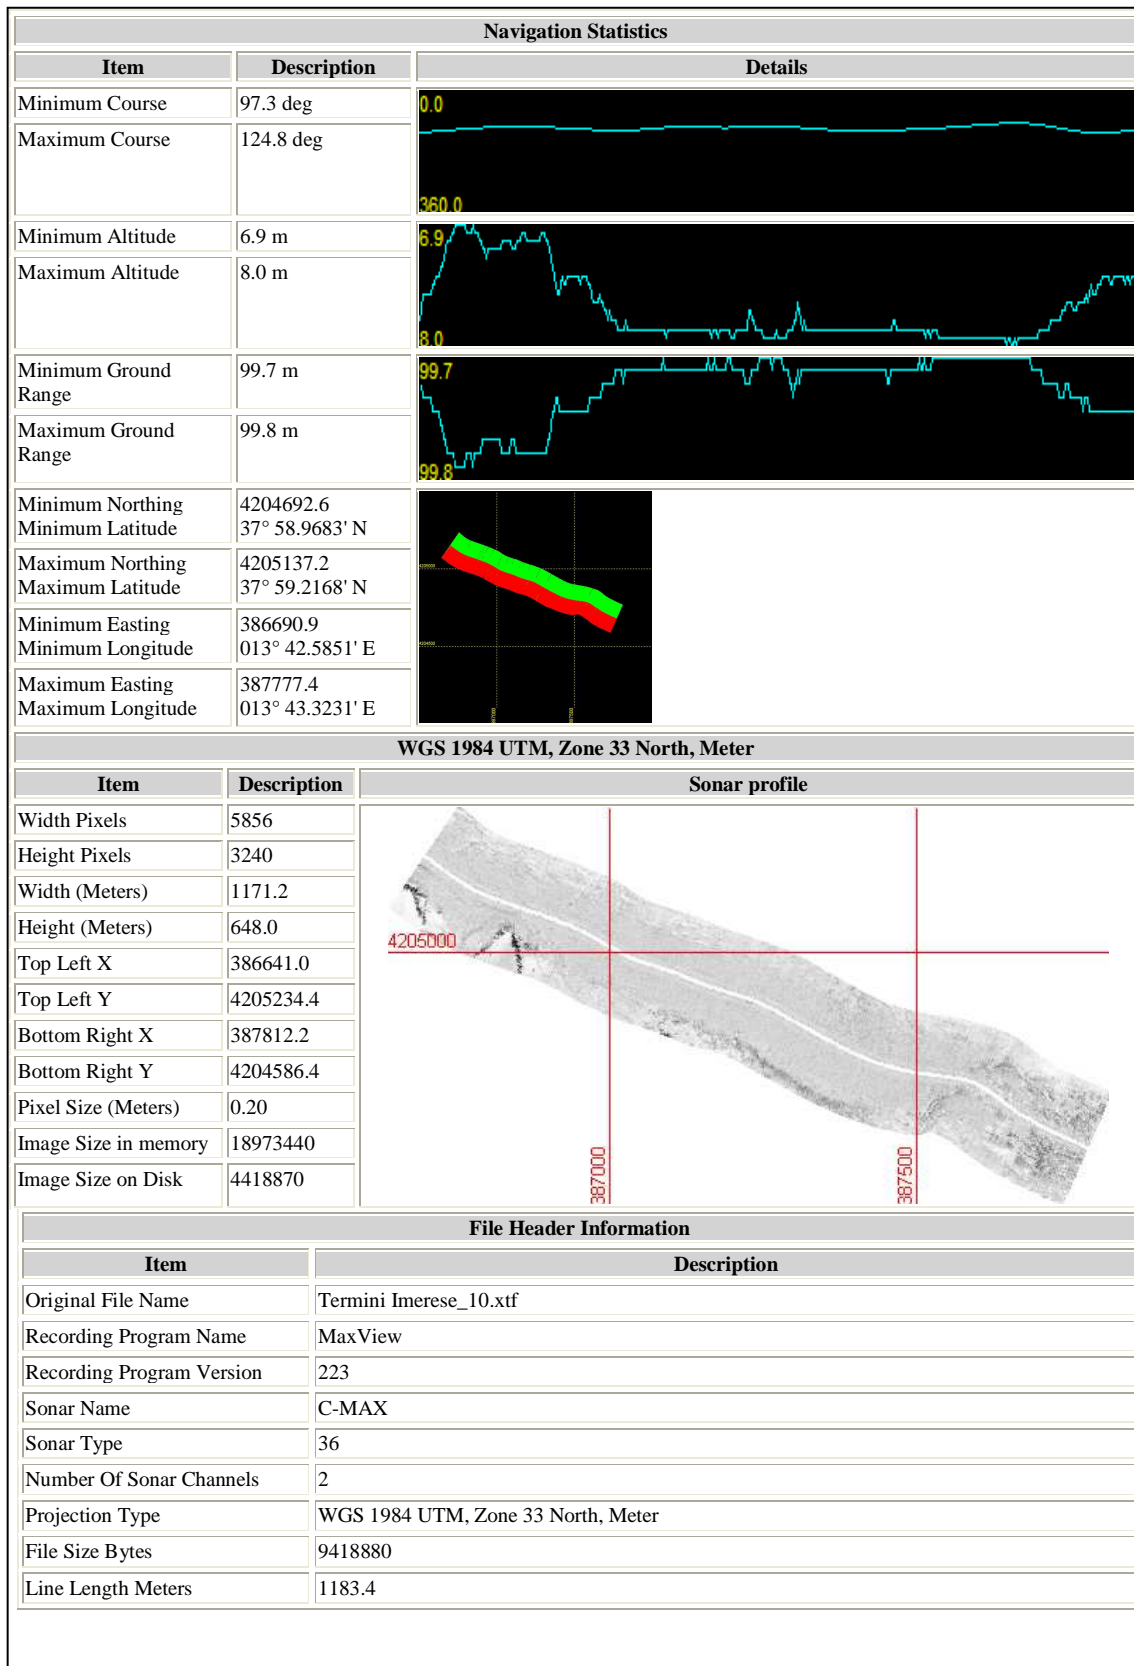 Navigation Statistics
Item Description Details
Minimum Course 97.3 deg
0.0
Maximum Course 124.8 deg
360.0
Minimum Altitude 6.9 m
6.9
Maximum Altitude 8.0 m
8.0
Minimum Ground
Range
99.7 m
99.7
Maximum Ground
Range
99.8 m
99.8
Minimum Northing 4204692.6
Minimum Latitude 37° 58.9683' N
Maximum Northing 4205137.2
Maximum Latitude 37° 59.2168' N
Minimum Easting 386690.9
Minimum Longitude 013° 42.5851' E
Maximum Easting 387777.4
Maximum Longitude 013° 43.3231' E
4205000
4204500
387000
387500
WGS 1984 UTM, Zone 33 North, Meter
Item Description Sonar profile
Width Pixels 5856
Height Pixels 3240
Width (Meters) 1171.2
Height (Meters) 648.0
Top Left X 386641.0
Top Left Y 4205234.4
Bottom Right X 387812.2
Bottom Right Y 4204586.4
Pixel Size (Meters) 0.20
Image Size in memory 18973440
Image Size on Disk 4418870
4205000
387000
387500
File Header Information
Item Description
Original File Name Termini Imerese_10.xtf
Recording Program Name MaxView
Recording Program Version 223
Sonar Name C-MAX
Sonar Type 36
Number Of Sonar Channels 2
Projection Type WGS 1984 UTM, Zone 33 North, Meter
File Size Bytes 9418880
Line Length Meters 1183.4